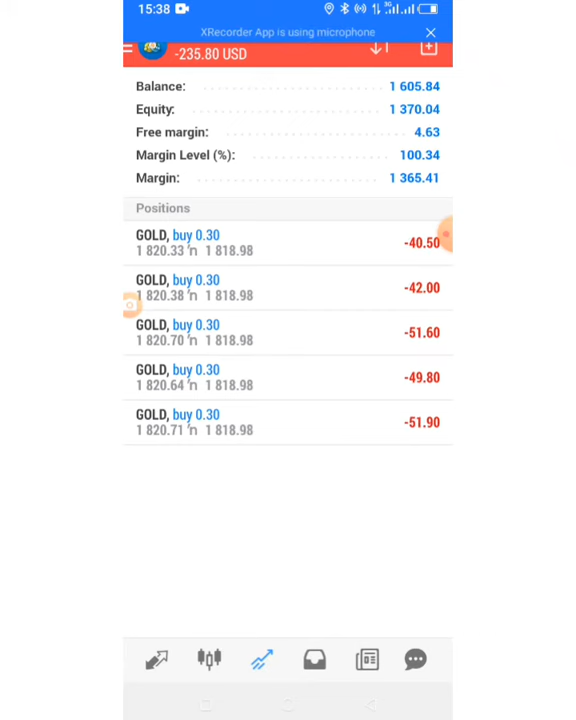 15:38
3G
XRecorder App is using microphone
-235.80 USD
Balance: 1 605.84
Equity: 1 370.04
Free margin: 4.63
Margin Level (%): 100.34
Margin: 1 365.41
Positions
GOLD, buy 0.30
1 820.33 'n 1 818.98
-40.50
GOLD, buy 0.30
1 820.38 'n 1 818.98
-42.00
GOLD, buy 0.30
1 820.70 'n 1 818.98
-51.60
GOLD, buy 0.30
1 820.64 'n 1 818.98
-49.80
GOLD, buy 0.30
1 820.71 'n 1 818.98
-51.90